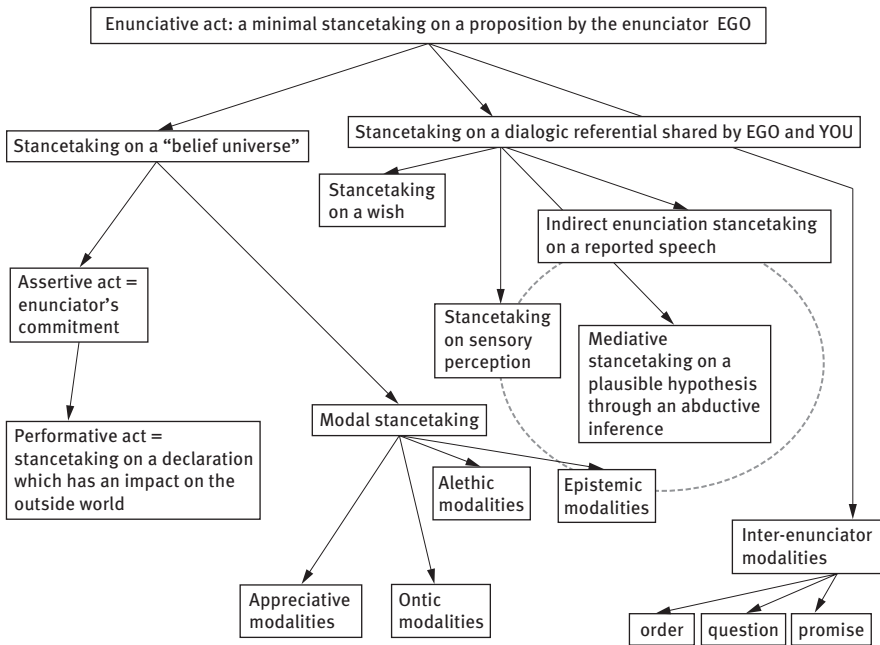 Enunciative act: a minimal stancetaking on a proposition by the enunciator EGO
Stancetaking on a “belief universe”
Stancetaking on a dialogic referential shared by EGO and YOU
Stancetaking
on a wish
Indirect enunciation stancetaking
on a reported speech
Assertive act =
enunciator’s
commitment
Stancetaking
on sensory
perception
Mediative
stancetaking on a
plausible hypothesis
through an abductive
inference
Performative act =
stancetaking on a declaration
which has an impact on the
outside world
Modal stancetaking
Alethic
modalities
Epistemic
modalities
Inter-enunciator
modalities
Appreciative
modalities
Ontic
modalities
order
question
promise